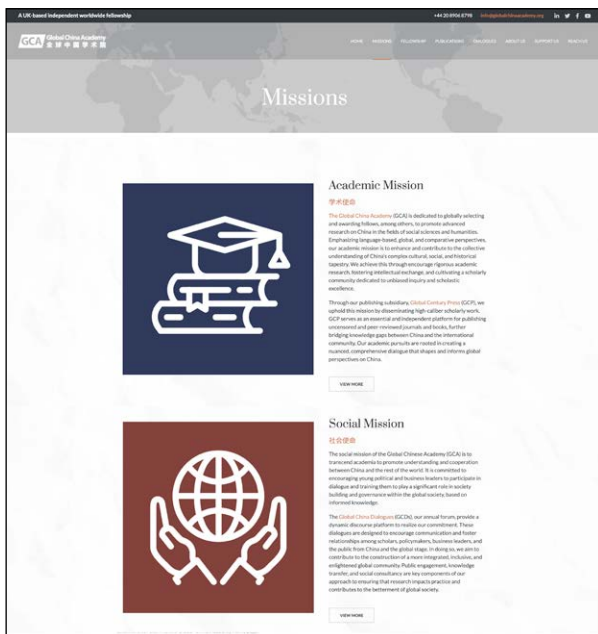 A UK-based independent worldwide fellowship
+44 20 8904 8798 info@globalchinaacademy.org
GCA Global China Academy
全球中国学术院
HOME MISSIONS FELLOWSHIP PUBLICATIONS DIALOGUES ABOUT US SUPPORT US REACH US
Missions
Academic Mission
学术使命
The Global China Academy (GCA) is dedicated to globally selecting
and awarding fellows, among others, to promote advanced
research on China in the fields of social sciences and humanities.
Emphasizing language-based, global, and comparative perspectives,
our academic mission is to enhance and contribute to the collective
understanding of China's complex cultural, social, and historical
tapestry. We achieve this through encourage rigorous academic
research, fostering intellectual exchange, and cultivating a scholarly
community dedicated to unbiased inquiry and scholastic
excellence.
Through our publishing subsidiary, Global Century Press (GCP), we
uphold this mission by disseminating high-caliber scholarly work.
GCP serves as an essential and independent platform for publishing
uncensored and peer-reviewed journals and books, further
bridging knowledge gaps between China and the international
community. Our academic pursuits are rooted in creating a
nuanced, comprehensive dialogue that shapes and informs global
perspectives on China.
VIEW MORE
Social Mission
社会使命
The social mission of the Global Chinese Academy (GCA) is to
transcend academia to promote understanding and cooperation
between China and the rest of the world. It is committed to
encouraging young political and business leaders to participate in
dialogue and training them to play a significant role in society
building and governance within the global society, based on
informed knowledge.
The Global China Dialogues (GCDs), our annual forum, provide a
dynamic discourse platform to realize our commitment. These
dialogues are designed to encourage communication and foster
relationships among scholars, policymakers, business leaders, and
the public from China and the global stage. In doing so, we aim to
contribute to the construction of a more integrated, inclusive, and
enlightened global community. Public engagement, knowledge
transfer, and social consultancy are key components of our
approach to ensuring that research impacts practice and
contributes to the betterment of global society.
VIEW MORE